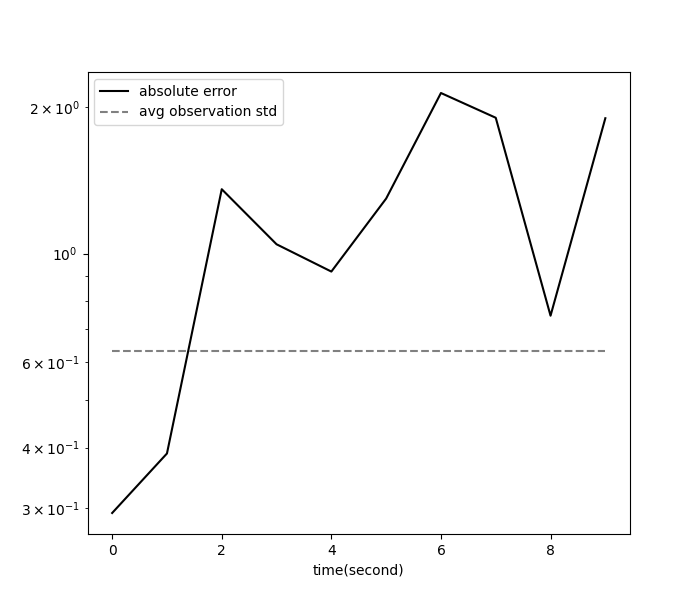 absolute error
avg observation std
2 × 10⁰
10⁰
6 × 10⁻¹
4 × 10⁻¹
3 × 10⁻¹
0 2 4 6 8
time(second)